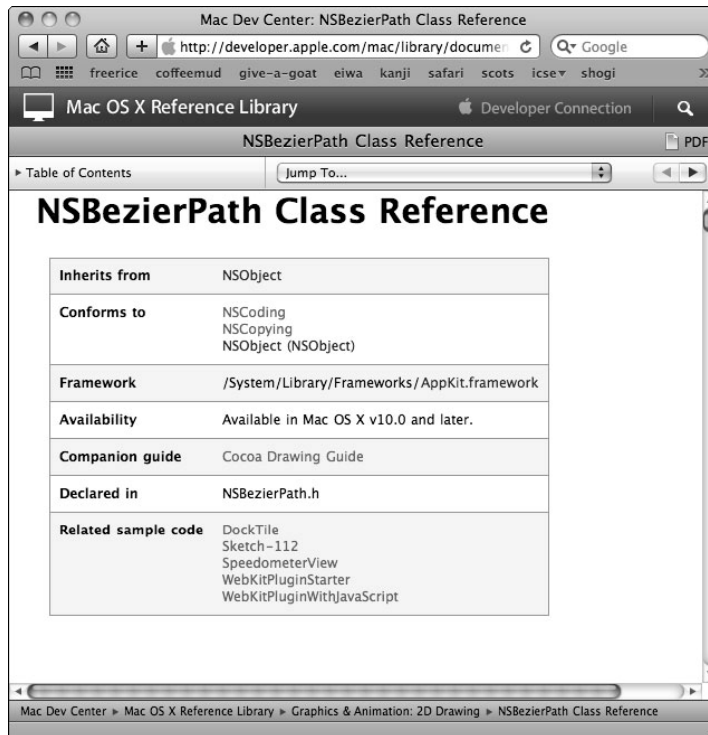 Mac Dev Center: NSBezierPath Class Reference
http://developer.apple.com/mac/library/documen
Google
freerice coffeemud give-a-goat eiwa kanji safari scots icse shogi
Mac OS X Reference Library
Developer Connection
NSBezierPath Class Reference
PDF
Table of Contents
Jump To...
NSBezierPath Class Reference
Inherits from NSObject
Conforms to NSCoding
NSCopying
NSObject (NSObject)
Framework /System/Library/Frameworks/AppKit.framework
Availability Available in Mac OS X v10.0 and later.
Companion guide Cocoa Drawing Guide
Declared in NSBezierPath.h
Related sample code DockTile
Sketch-112
SpeedometerView
WebKitPluginStarter
WebKitPluginWithJavaScript
Mac Dev Center ▸ Mac OS X Reference Library ▸ Graphics & Animation: 2D Drawing ▸ NSBezierPath Class Reference